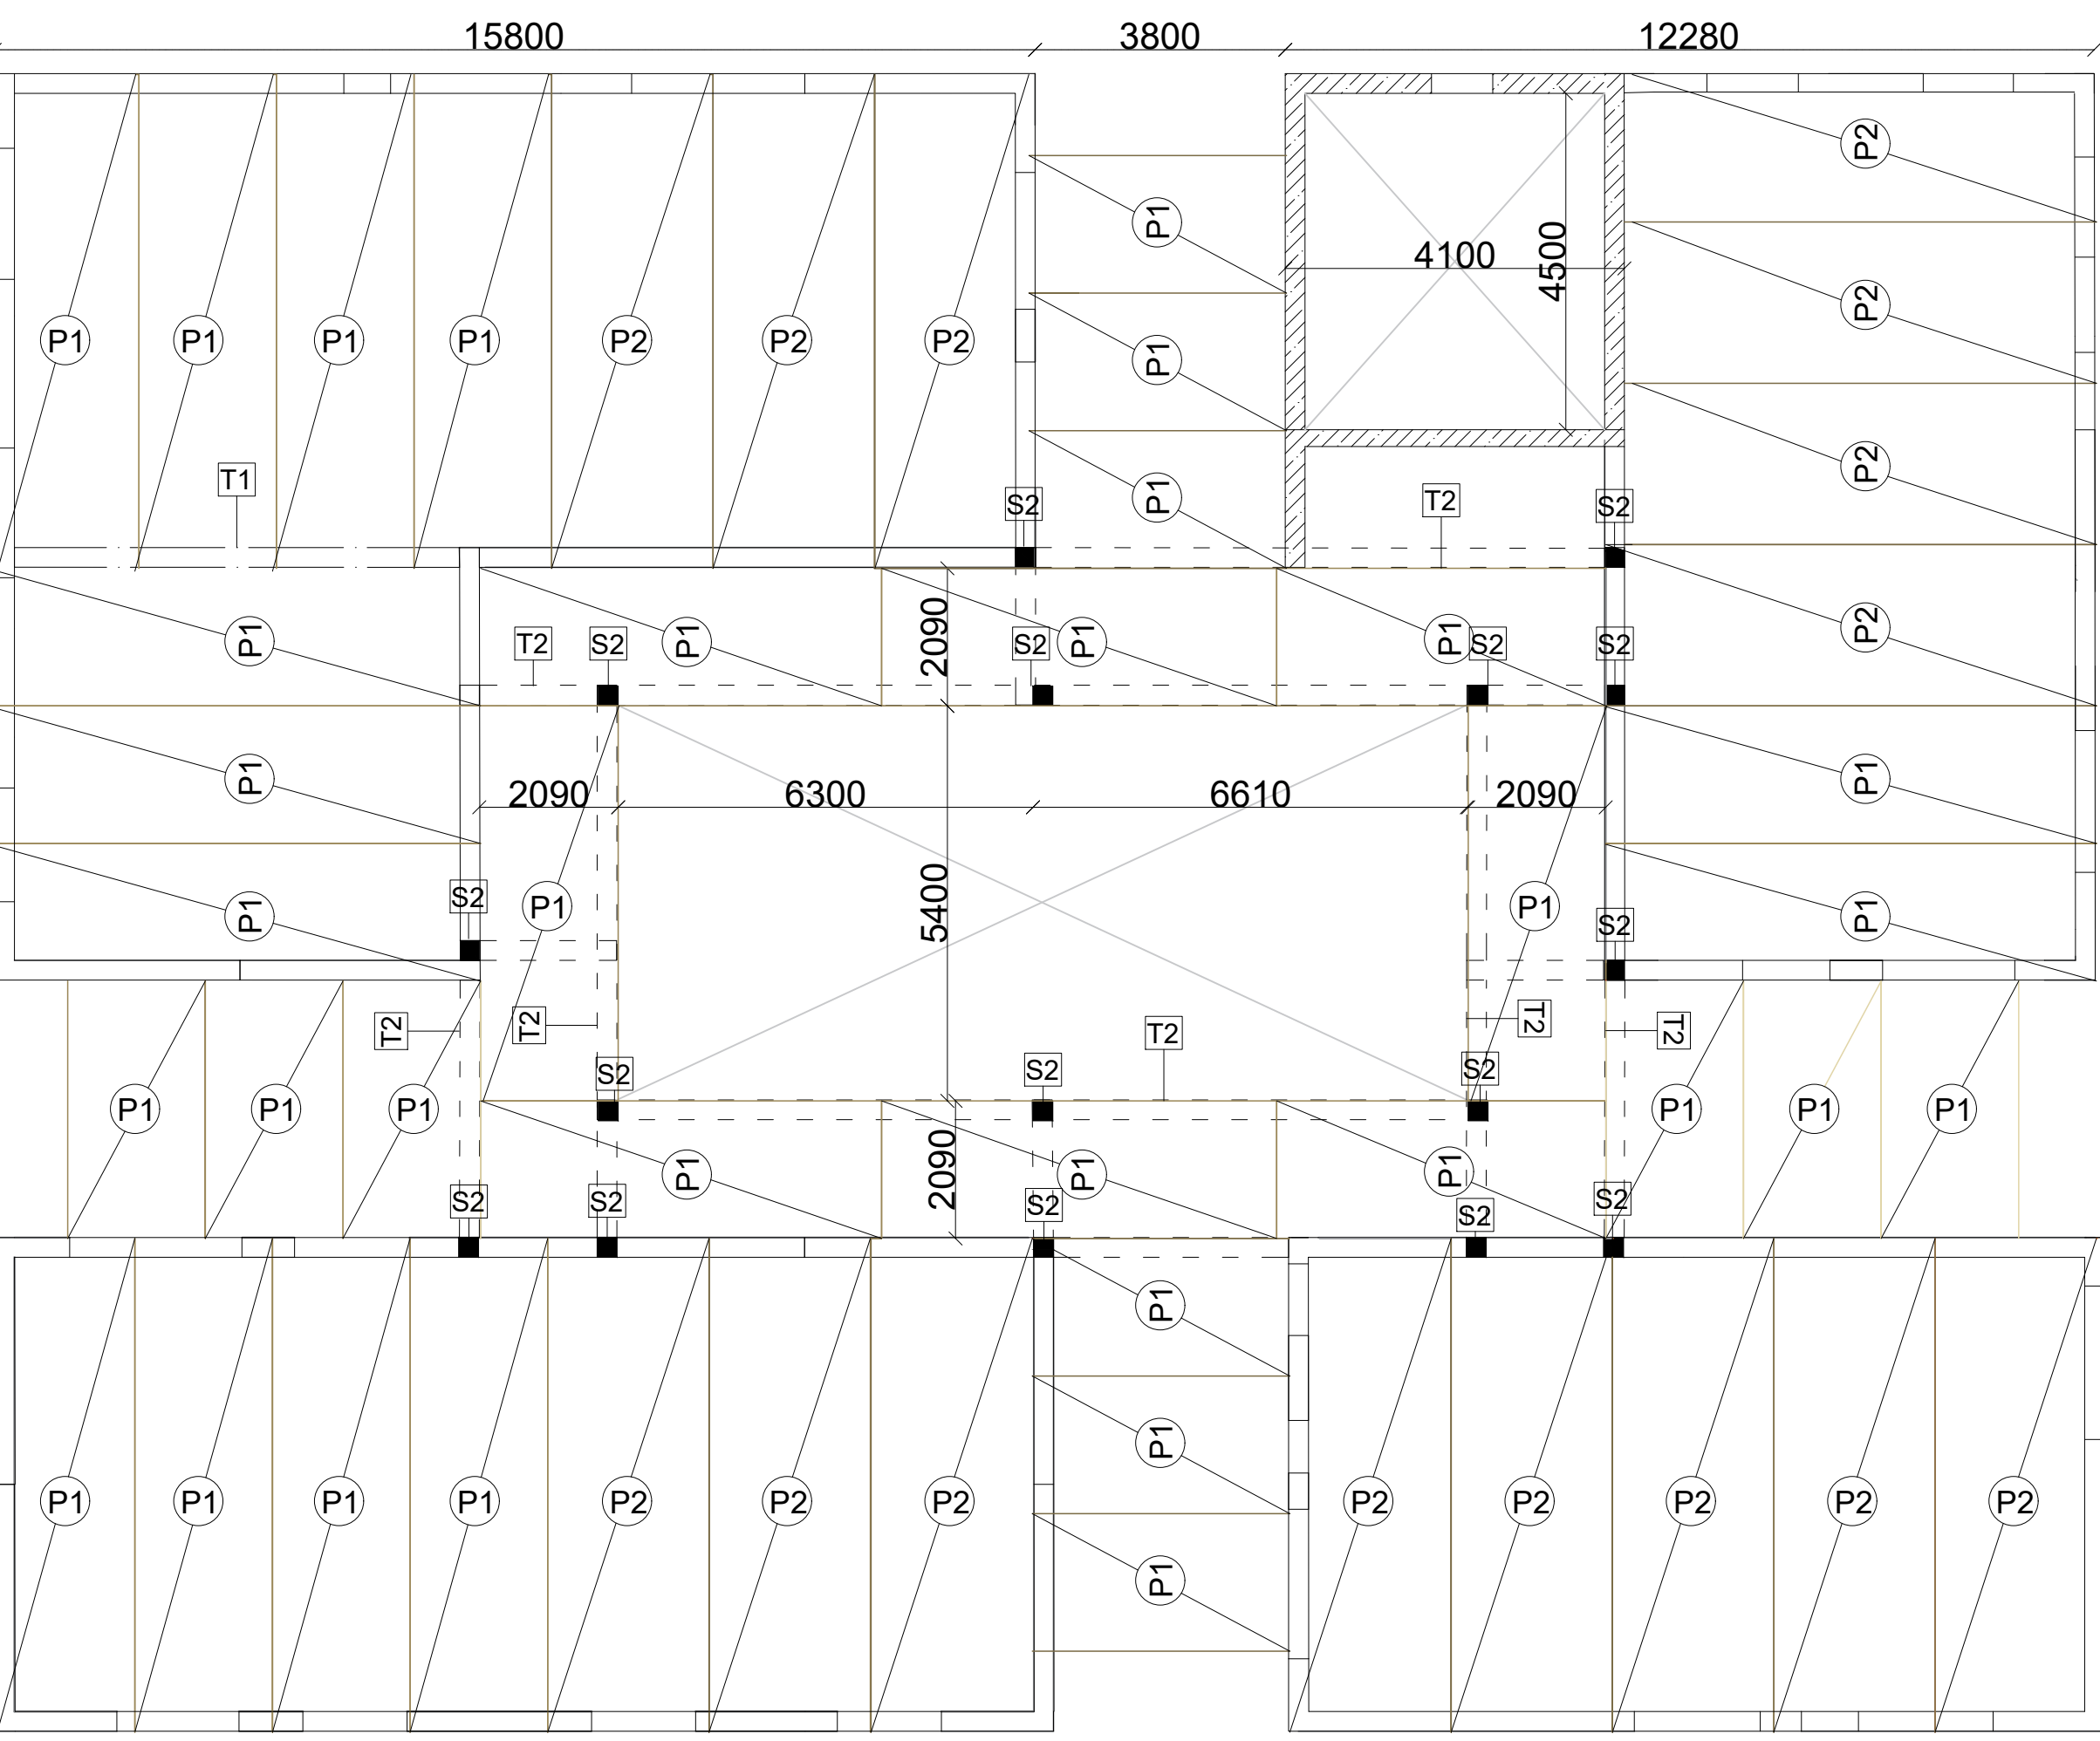 15800 3800 12280
P2
P1
4100 4500
P2
P1 P1 P1 P1 P2 P2 P2 P1
P2
T1 P1 T2
S2 S2
P1 T2 S2 P1 2090 S2 P1 P1 S2 S2 P2
P1 2090 6300 6610 2090 P1
S2 P1 P1 5400 P1 S2 P1
T2 T2 T2 T2 T2
S2 S2 S2
P1 P1 P1 P1 P1 P1
P1 2090 P1 P1
S2 S2 S2 S2 S2
P1
P1
P1 P1 P1 P1 P2 P2 P2 P2 P2 P2 P2 P2
P1